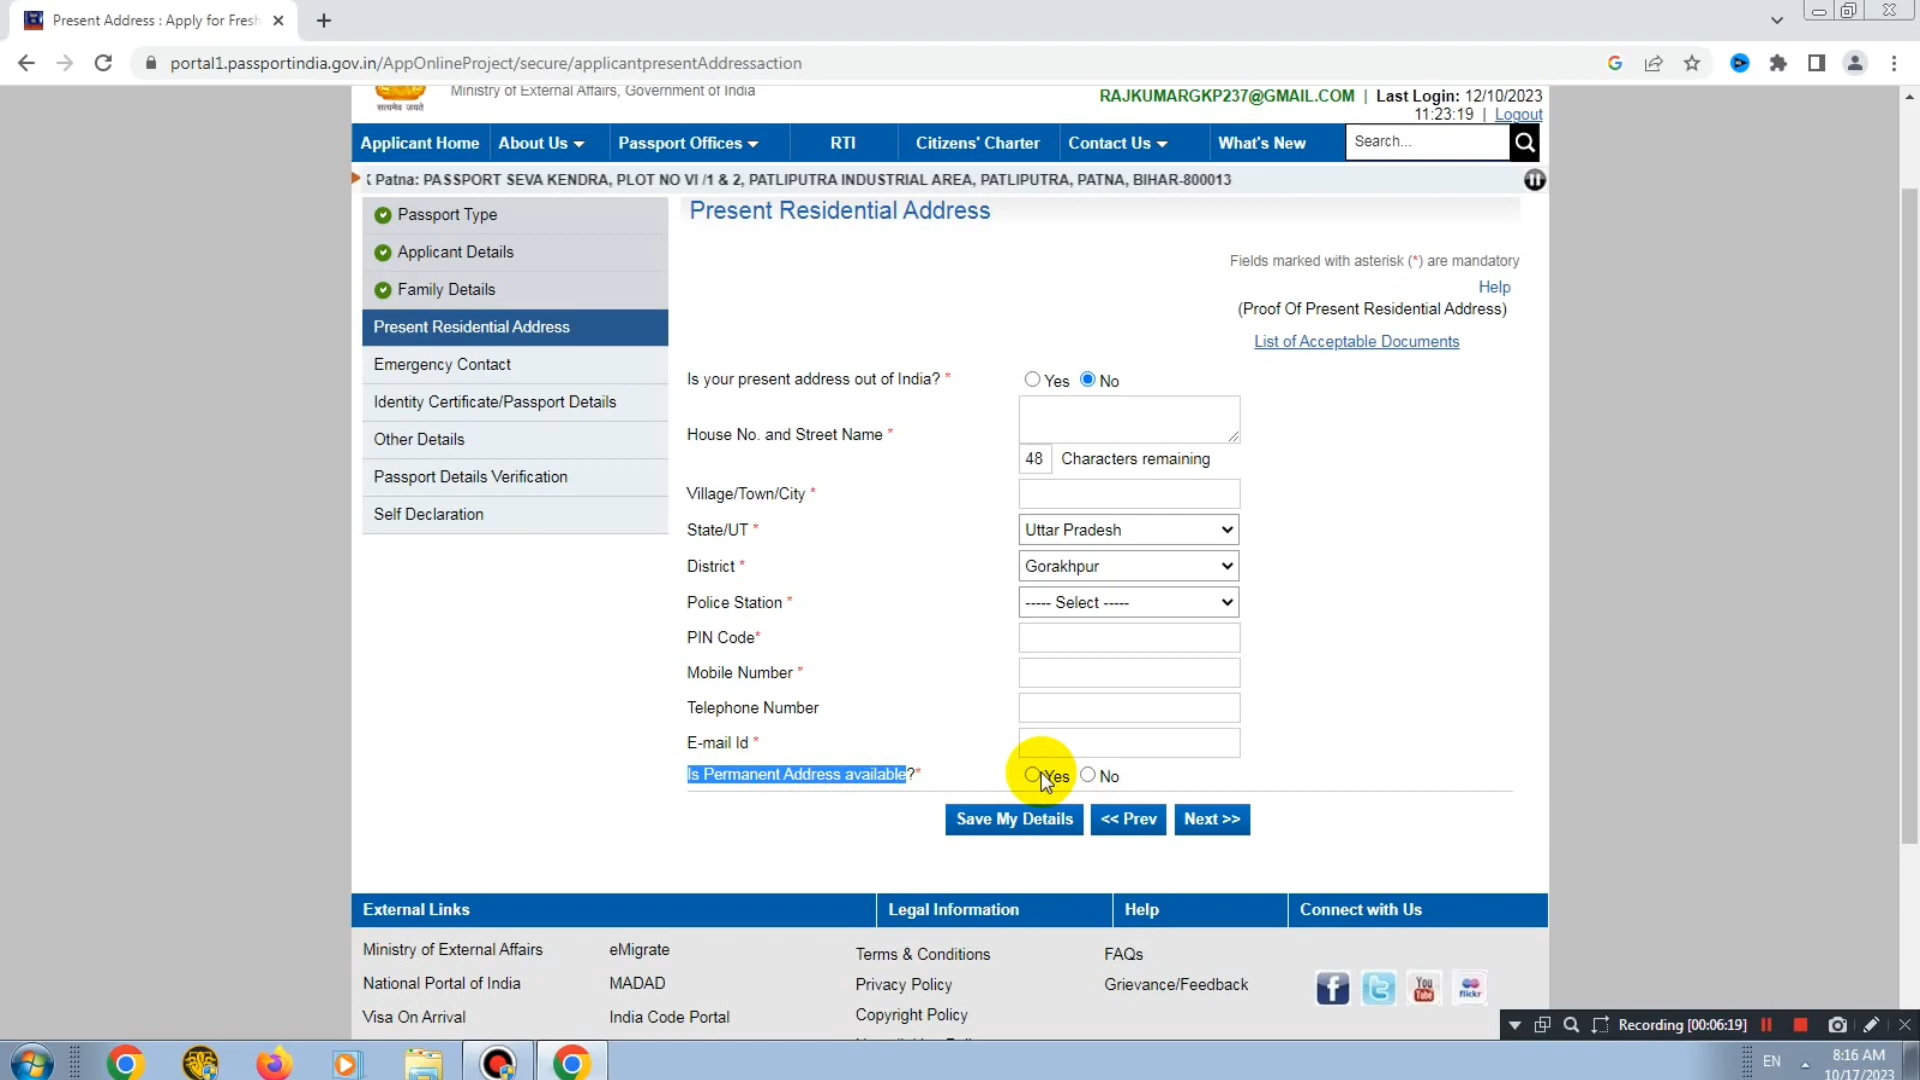 Present Address : Apply for Fresh
portal1.passportindia.gov.in/AppOnlineProject/secure/applicantpresentAddressaction
सत्यमेव जयते
Ministry of External Affairs, Government of India
RAJKUMARGKP237@GMAIL.COM | Last Login: 12/10/2023
11:23:19 | Logout
Applicant Home About Us Passport Offices RTI Citizens' Charter Contact Us What's New Search...
Patna: PASSPORT SEVA KENDRA, PLOT NO VI /1 & 2, PATLIPUTRA INDUSTRIAL AREA, PATLIPUTRA, PATNA, BIHAR-800013
Passport Type
Applicant Details
Family Details
Present Residential Address
Emergency Contact
Identity Certificate/Passport Details
Other Details
Passport Details Verification
Self Declaration
Present Residential Address
Fields marked with asterisk (*) are mandatory
Help
(Proof Of Present Residential Address)
List of Acceptable Documents
Is your present address out of India? * Yes No
House No. and Street Name *
48 Characters remaining
Village/Town/City *
State/UT * Uttar Pradesh
District * Gorakhpur
Police Station * ----- Select -----
PIN Code*
Mobile Number *
Telephone Number
E-mail Id *
Is Permanent Address available?* Yes No
Save My Details << Prev Next >>
External Links Legal Information Help Connect with Us
Ministry of External Affairs eMigrate Terms & Conditions FAQs
National Portal of India MADAD Privacy Policy Grievance/Feedback
Visa On Arrival India Code Portal Copyright Policy
You Tube
flickr
Recording [00:06:19]
EN
8:16 AM
10/17/2023